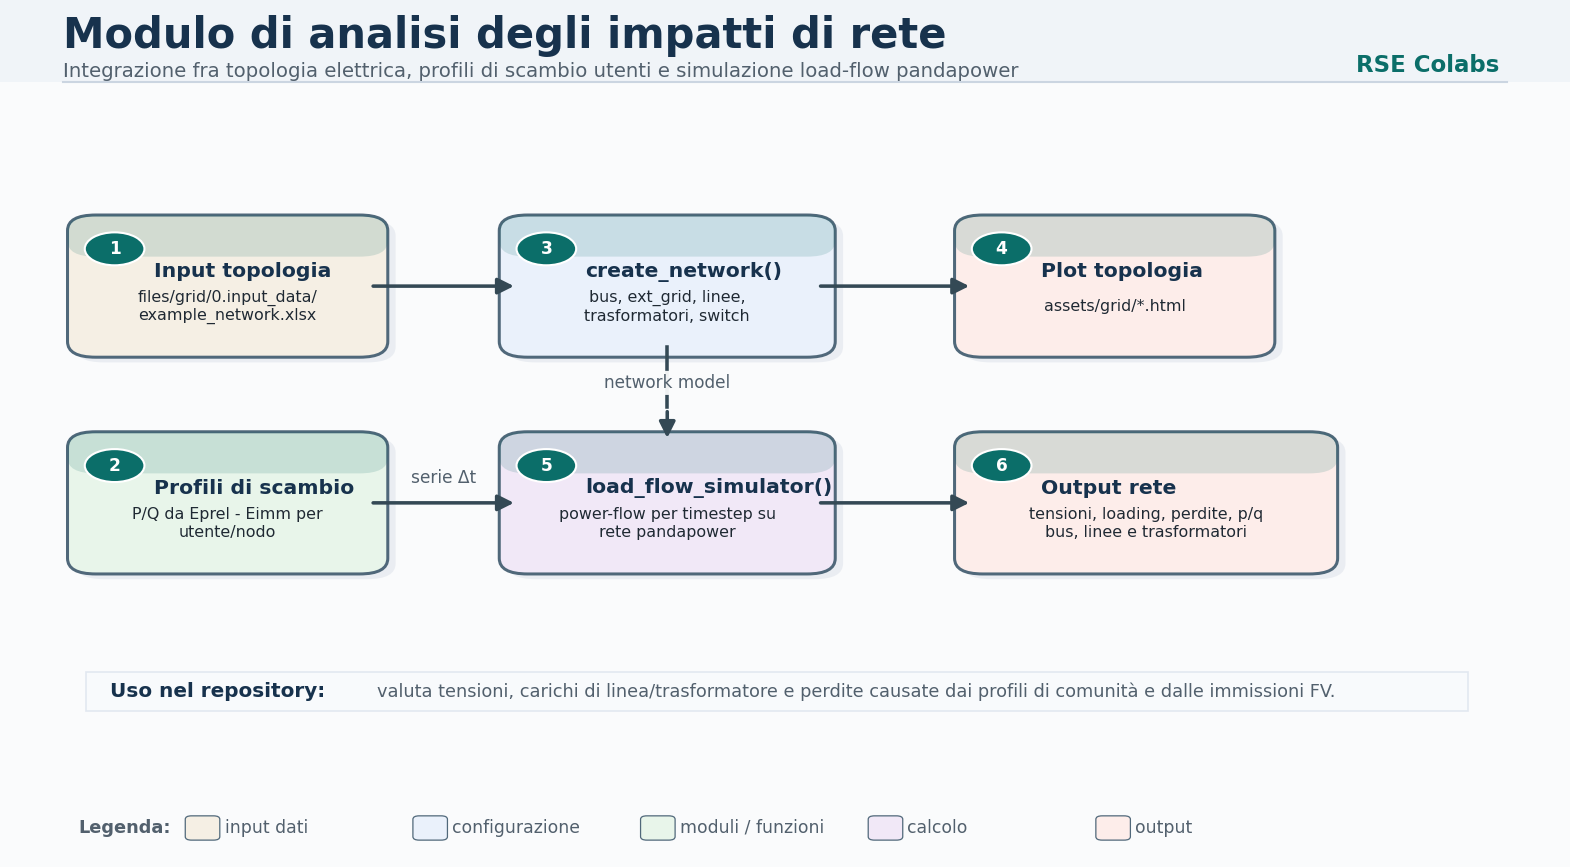 Modulo di analisi degli impatti di rete
Integrazione fra topologia elettrica, profili di scambio utenti e simulazione load-flow pandapower
RSE Colabs
1
Input topologia
files/grid/0.input_data/
example_network.xlsx
3
create_network()
bus, ext_grid, linee,
trasformatori, switch
4
Plot topologia
assets/grid/*.html
network model
2
Profili di scambio
P/Q da Eprel - Eimm per
utente/nodo
serie Δt
5
load_flow_simulator()
power-flow per timestep su
rete pandapower
6
Output rete
tensioni, loading, perdite, p/q
bus, linee e trasformatori
Uso nel repository: valuta tensioni, carichi di linea/trasformatore e perdite causate dai profili di comunità e dalle immissioni FV.
Legenda: input dati configurazione moduli / funzioni calcolo output